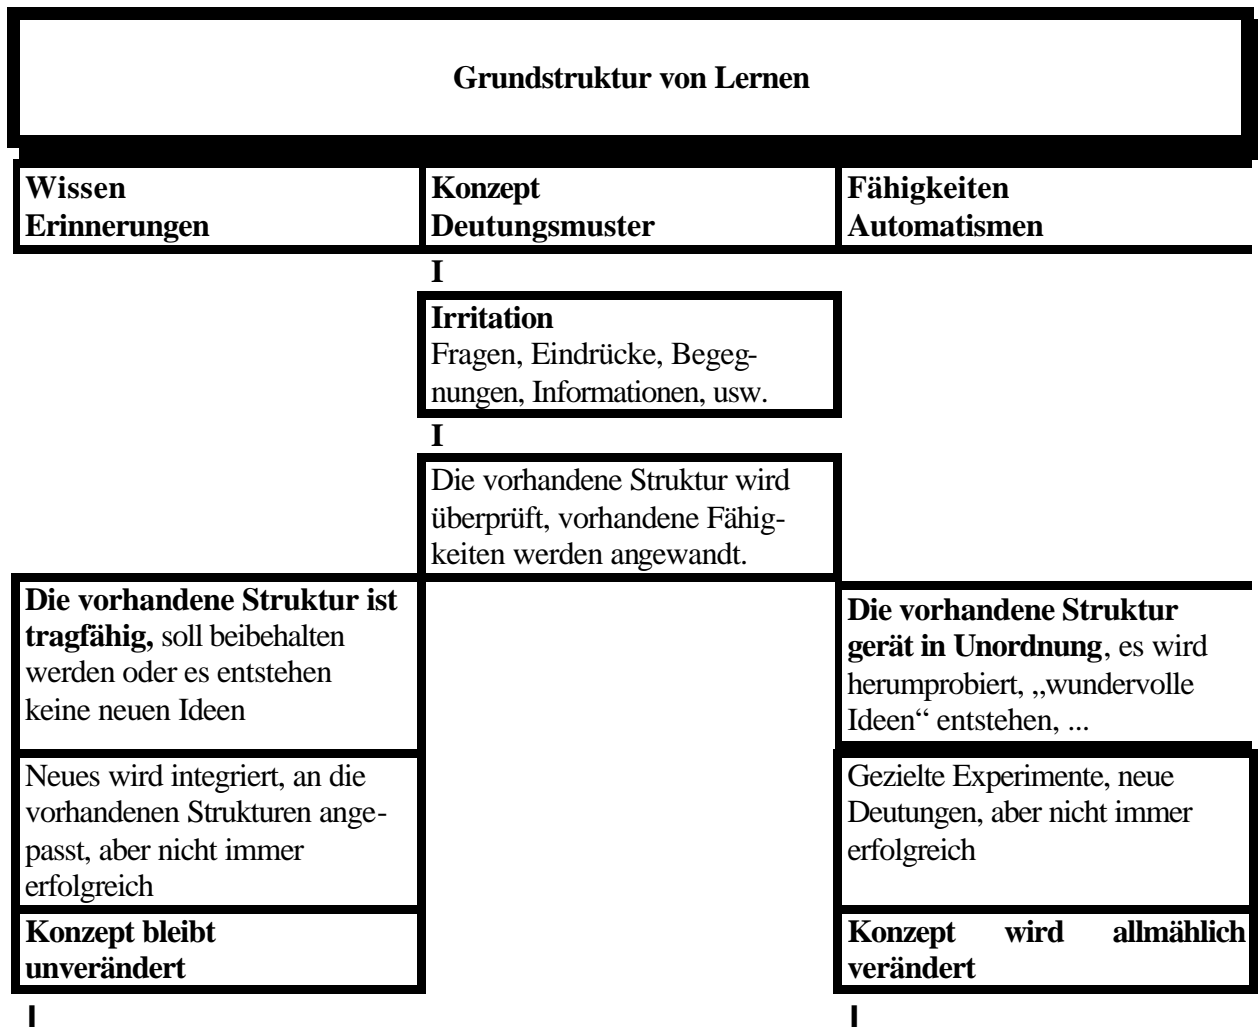 Grundstruktur von Lernen
Wissen
Erinnerungen
Konzept
Deutungsmuster
Fähigkeiten
Automatismen
I
Irritation
Fragen, Eindrücke, Begeg-
nungen, Informationen, usw.
I
Die vorhandene Struktur wird
überprüft, vorhandene Fähig-
keiten werden angewandt.
Die vorhandene Struktur ist
tragfähig, soll beibehalten
werden oder es entstehen
keine neuen Ideen
Die vorhandene Struktur
gerät in Unordnung, es wird
herumprobiert, „wundervolle
Ideen“ entstehen, ...
Neues wird integriert, an die
vorhandenen Strukturen ange-
passt, aber nicht immer
erfolgreich
Gezielte Experimente, neue
Deutungen, aber nicht immer
erfolgreich
Konzept bleibt
unverändert
Konzept wird allmählich
verändert
I
I